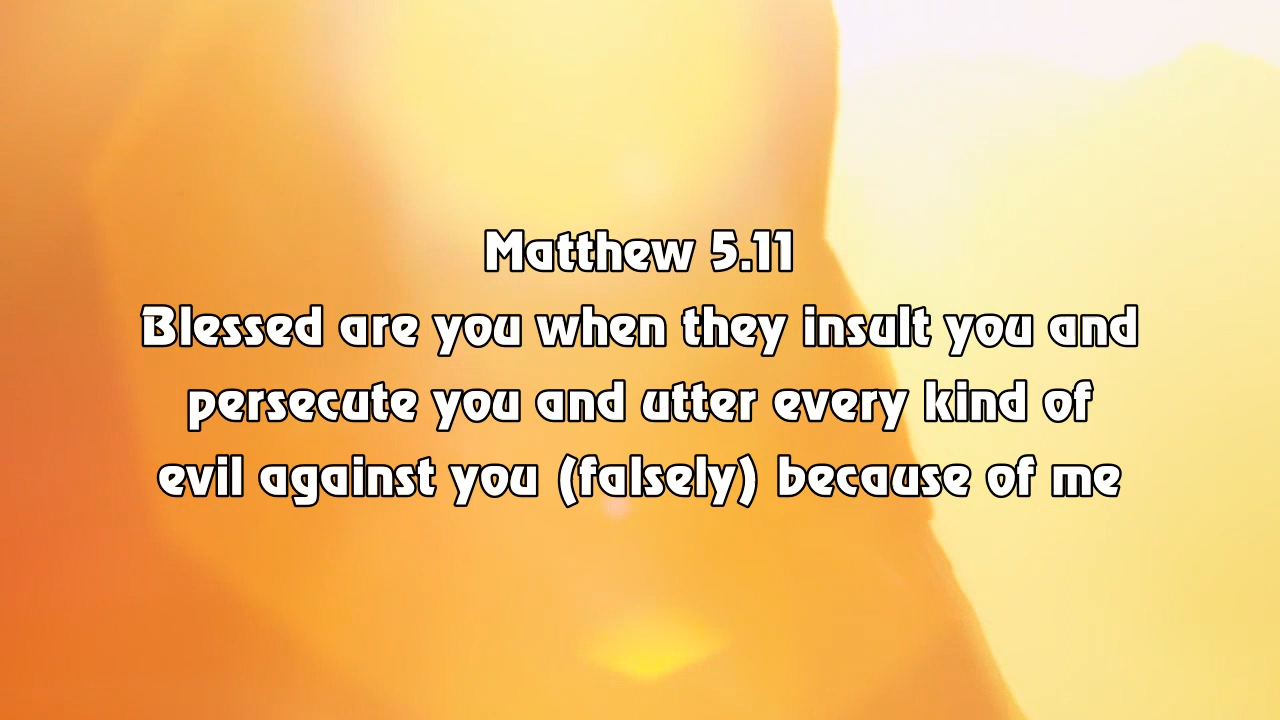 Matthew 5.11
Blessed are you when they insult you and
persecute you and utter every kind of
evil against you (falsely) because of me